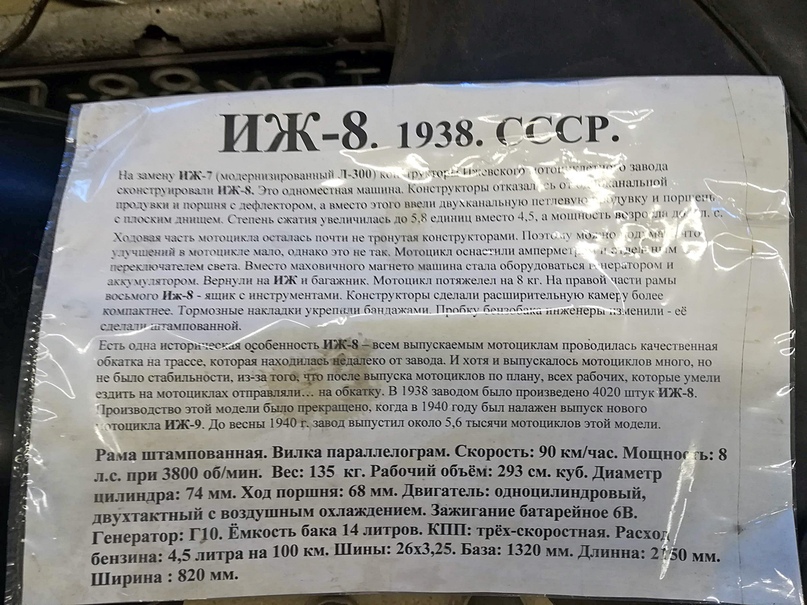 ИЖ-8. 1938. СССР.
На замену ИЖ-7 (модернизированный Л-300) конструкторы Ижевского мотоциклетного завода
сконструировали ИЖ-8. Это одноместная машина. Конструкторы отказались от
продувки и поршня с дефлектором, а вместо этого ввели двухканальную петлевую продувку и поршень
с плоским днищем. Степень сжатия увеличилась до 5,8 единиц вместо 4,5, а мощность возросла до л. с.
Ходовая часть мотоцикла осталась почти не тронутая конструкторами. Поэтому можно подумать, что
улучшений в мотоцикле мало, однако это не так. Мотоцикл оснастили
переключателем света. Вместо маховичного магнето машина стала оборудоваться генератором и
аккумулятором. Вернули на ИЖ и багажник. Мотоцикл потяжелел на 8 кг. На правой части рамы
восьмого Иж-8 - ящик с инструментами. Конструкторы сделали расширительную камеру более
компактнее. Тормозные накладки укрепили бандажами. Пробку бензобака инженеры изменили - её
сделали штампованной.
Есть одна историческая особенность ИЖ-8 – всем выпускаемым мотоциклам проводилась качественная
обкатка на трассе, которая находилась недалеко от завода. И хотя и выпускалось мотоциклов много, но
не было стабильности, из-за того, что после выпуска мотоциклов по плану, всех рабочих, которые умели
ездить на мотоциклах отправляли… на обкатку. В 1938 заводом было произведено 4020 штук ИЖ-8.
Производство этой модели было прекращено, когда в 1940 году был налажен выпуск нового
мотоцикла ИЖ-9. До весны 1940 г. завод выпустил около 5,6 тысячи мотоциклов этой модели.
Рама штампованная. Вилка параллелограм. Скорость: 90 км/час. Мощность: 8
л.с. при 3800 об/мин. Вес: 135 кг. Рабочий объём: 293 см. куб. Диаметр
цилиндра: 74 мм. Ход поршня: 68 мм. Двигатель: одноцилиндровый,
двухтактный с воздушным охлаждением. Зажигание батарейное 6В.
Генератор: Г10. Ёмкость бака 14 литров. КПП: трёх-скоростная. Расход
бензина: 4,5 литра на 100 км. Шины: 26х3,25. База: 1320 мм. Длинна: 2150 мм.
Ширина : 820 мм.